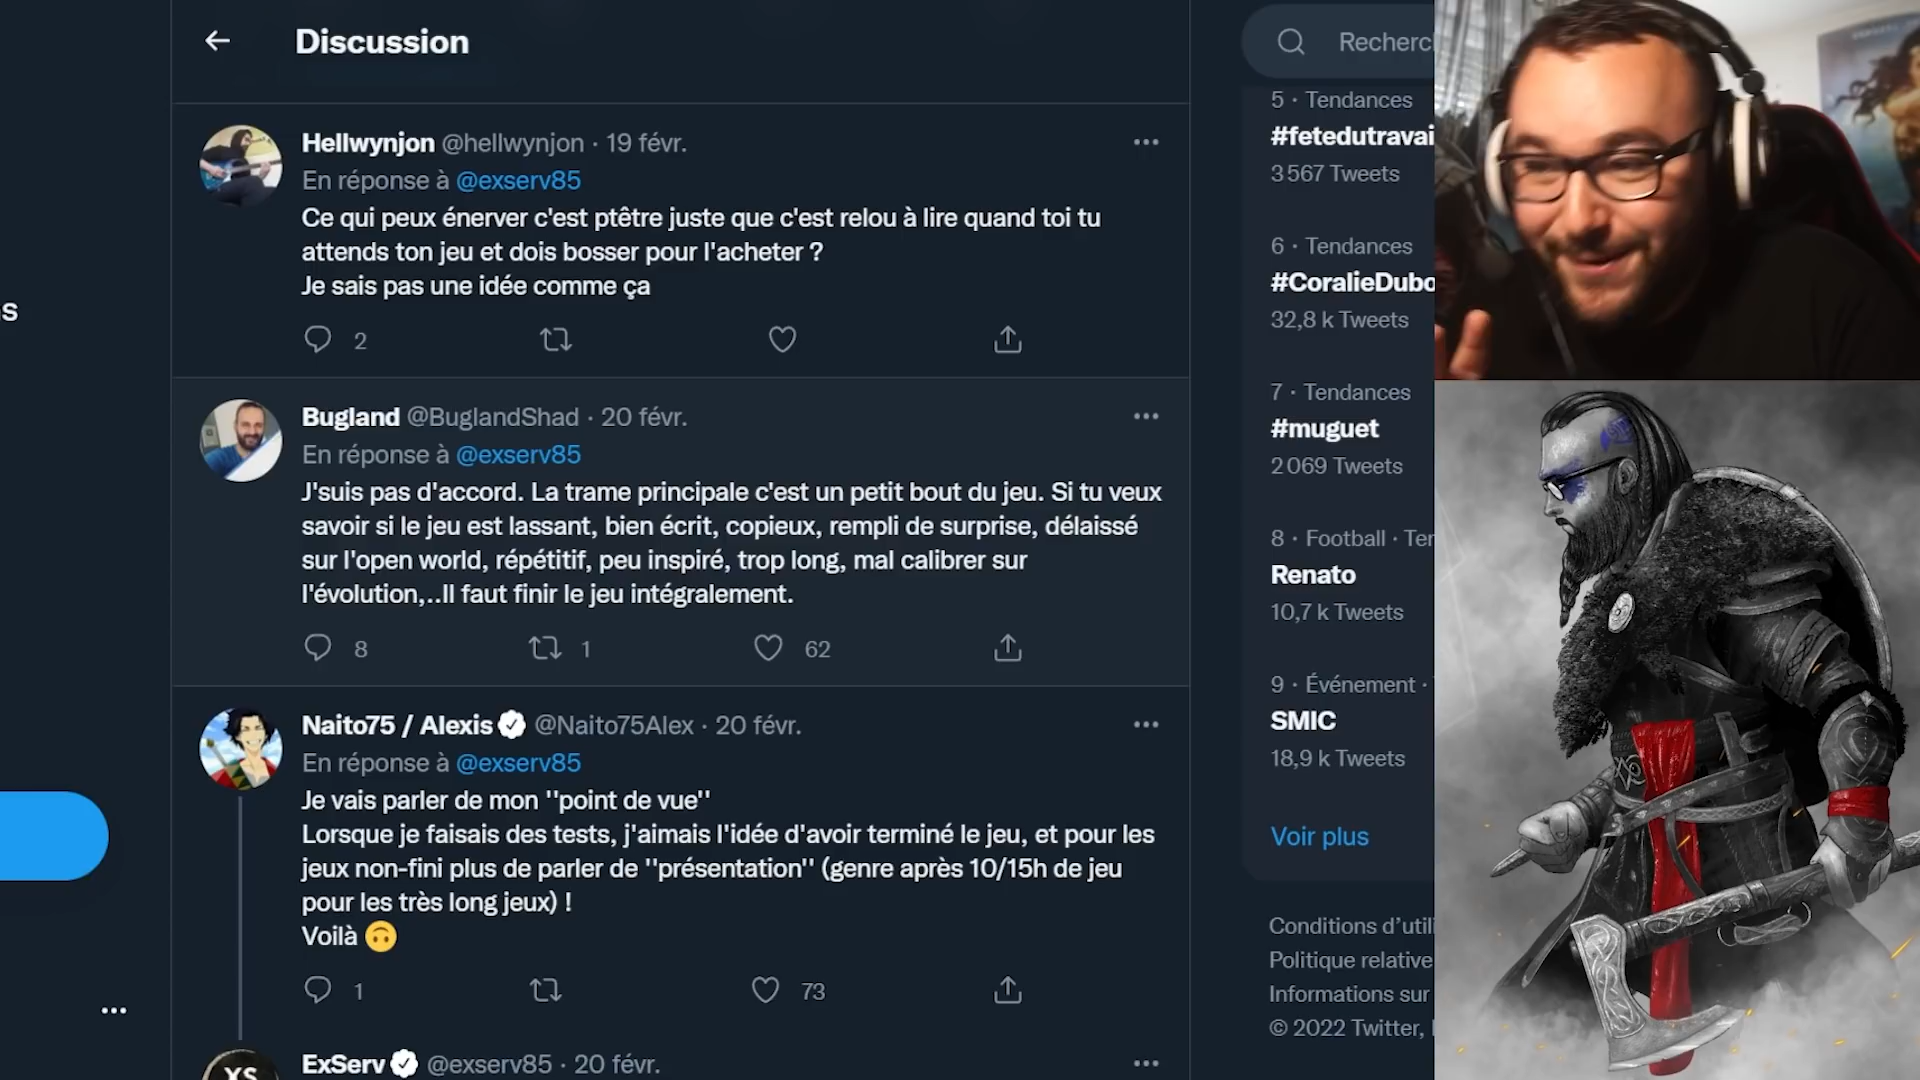 Discussion
Hellwynjon @hellwynjon · 19 févr.
En réponse à @exserv85
Ce qui peux énerver c'est ptêtre juste que c'est relou à lire quand toi tu
attends ton jeu et dois bosser pour l'acheter ?
Je sais pas une idée comme ça
2
Bugland @BuglandShad · 20 févr.
En réponse à @exserv85
J'suis pas d'accord. La trame principale c'est un petit bout du jeu. Si tu veux
savoir si le jeu est lassant, bien écrit, copieux, rempli de surprise, délaissé
sur l'open world, répétitif, peu inspiré, trop long, mal calibrer sur
l'évolution,..Il faut finir le jeu intégralement.
8 1 62
Naito75 / Alexis @Naito75Alex · 20 févr.
En réponse à @exserv85
Je vais parler de mon ''point de vue''
Lorsque je faisais des tests, j'aimais l'idée d'avoir terminé le jeu, et pour les
jeux non-fini plus de parler de ''présentation'' (genre après 10/15h de jeu
pour les très long jeux) !
Voilà 🙃
1 73
XS
ExServ @exserv85 · 20 févr.
s
Recherc
5 · Tendances
#fetedutravai
3 567 Tweets
6 · Tendances
#CoralieDubo
32,8 k Tweets
7 · Tendances
#muguet
2 069 Tweets
8 · Football · Ter
Renato
10,7 k Tweets
9 · Événement ·
SMIC
18,9 k Tweets
Voir plus
Conditions d'util
Politique relative
Informations sur
© 2022 Twitter,